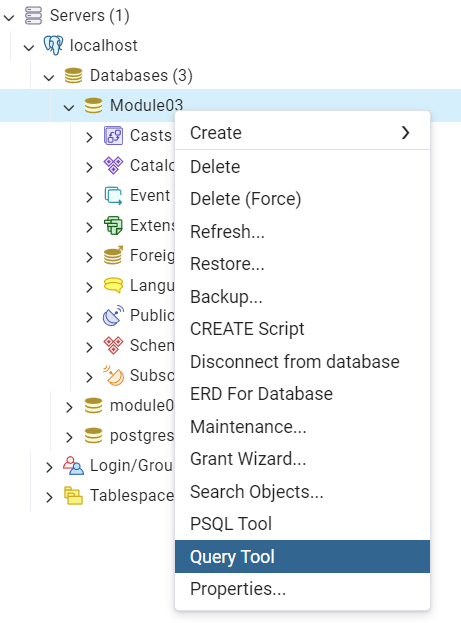 Servers (1)
localhost
Databases (3)
Module03
Casts
Catalo
Event
Extens
Foreig
Langu
Public
Schem
Subsc
module0
postgres
Login/Grou
Tablespace
Create
Delete
Delete (Force)
Refresh...
Restore...
Backup...
CREATE Script
Disconnect from database
ERD For Database
Maintenance...
Grant Wizard...
Search Objects...
PSQL Tool
Query Tool
Properties...